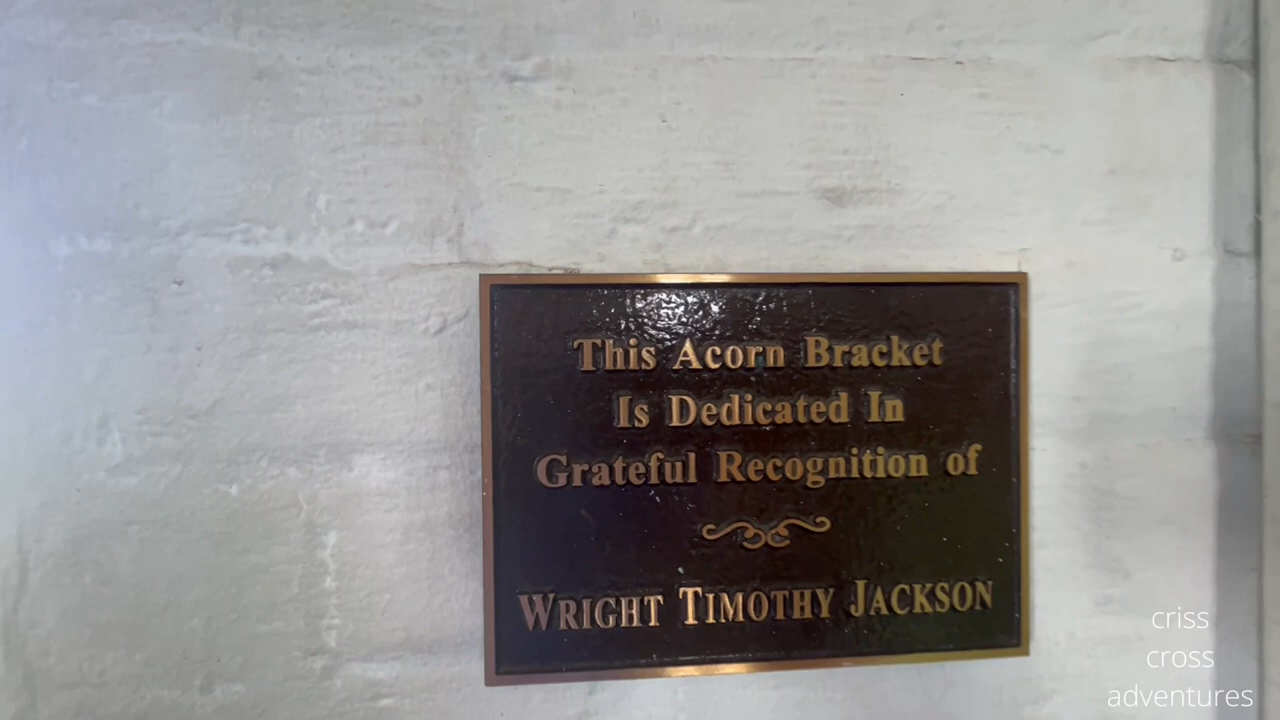 This Acorn Bracket
Is Dedicated In
Grateful Recognition of
WRIGHT TIMOTHY JACKSON
criss
cross
adventures